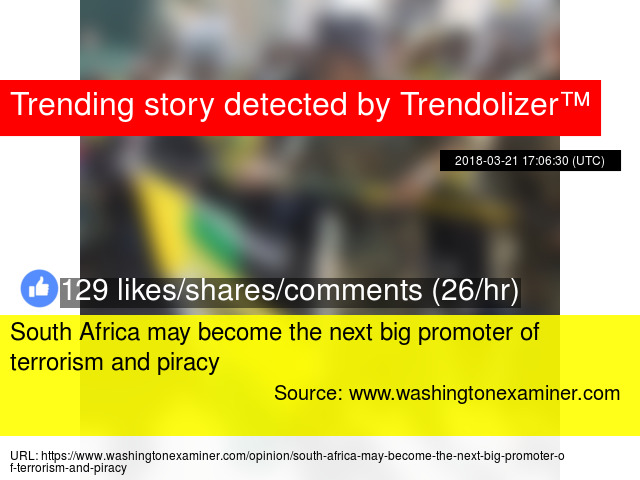 Trending story detected by Trendolizer™
2018-03-21 17:06:30 (UTC)
129 likes/shares/comments (26/hr)
South Africa may become the next big promoter of
terrorism and piracy
Source: www.washingtonexaminer.com
URL: https://www.washingtonexaminer.com/opinion/south-africa-may-become-the-next-big-promoter-o
f-terrorism-and-piracy